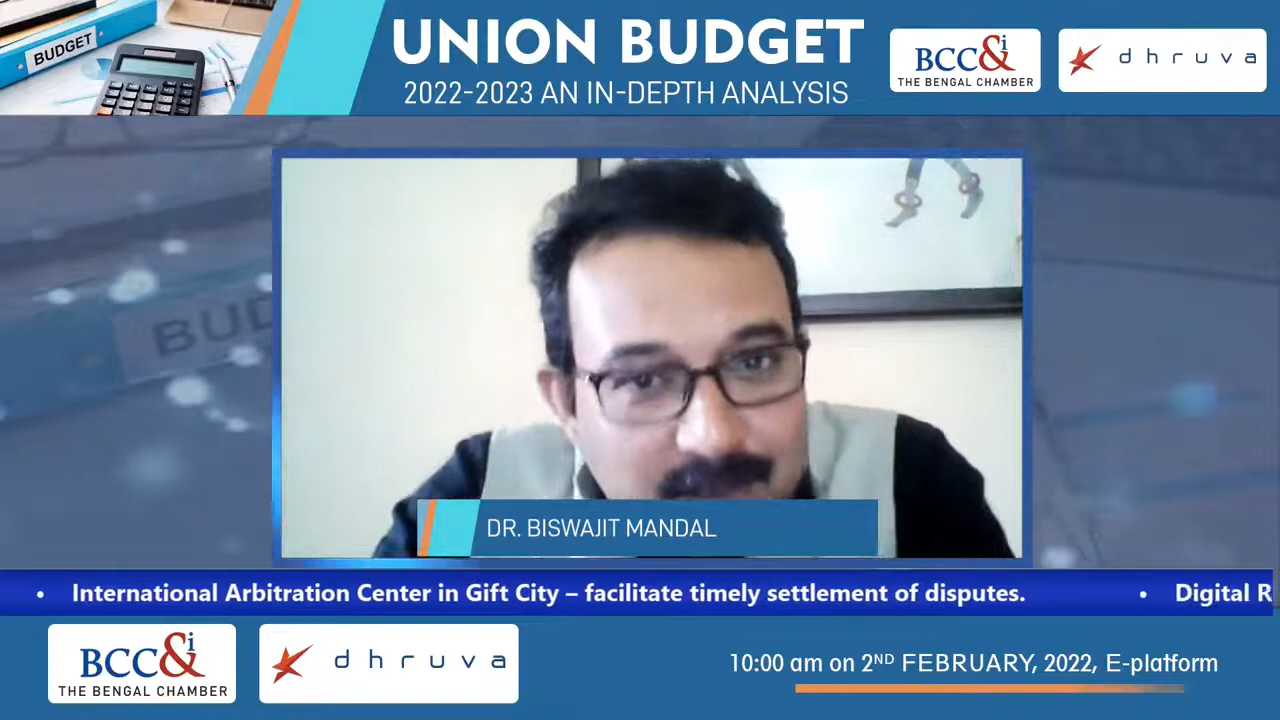 BUDGET
UNION BUDGET
2022-2023 AN IN-DEPTH ANALYSIS
BCC&i
THE BENGAL CHAMBER
dhruva
BUD
DR. BISWAJIT MANDAL
• International Arbitration Center in Gift City – facilitate timely settlement of disputes. • Digital R
BCC&i
THE BENGAL CHAMBER
dhruva
10:00 am on 2ND FEBRUARY, 2022, E-platform